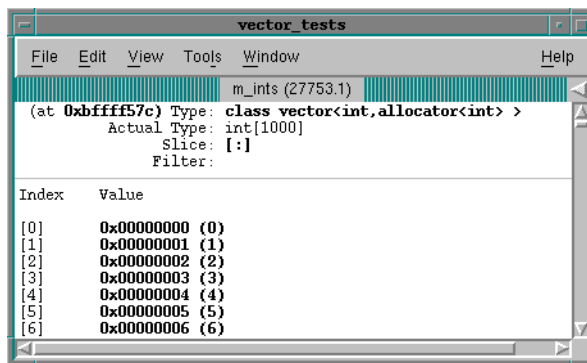 vector_tests
File Edit View Tools Window Help
m_ints (27753.1)
(at 0xbffff57c) Type: class vector<int,allocator<int> >
Actual Type: int[1000]
Slice: [:]
Filter:
Index Value
[0] 0x00000000 (0)
[1] 0x00000001 (1)
[2] 0x00000002 (2)
[3] 0x00000003 (3)
[4] 0x00000004 (4)
[5] 0x00000005 (5)
[6] 0x00000006 (6)